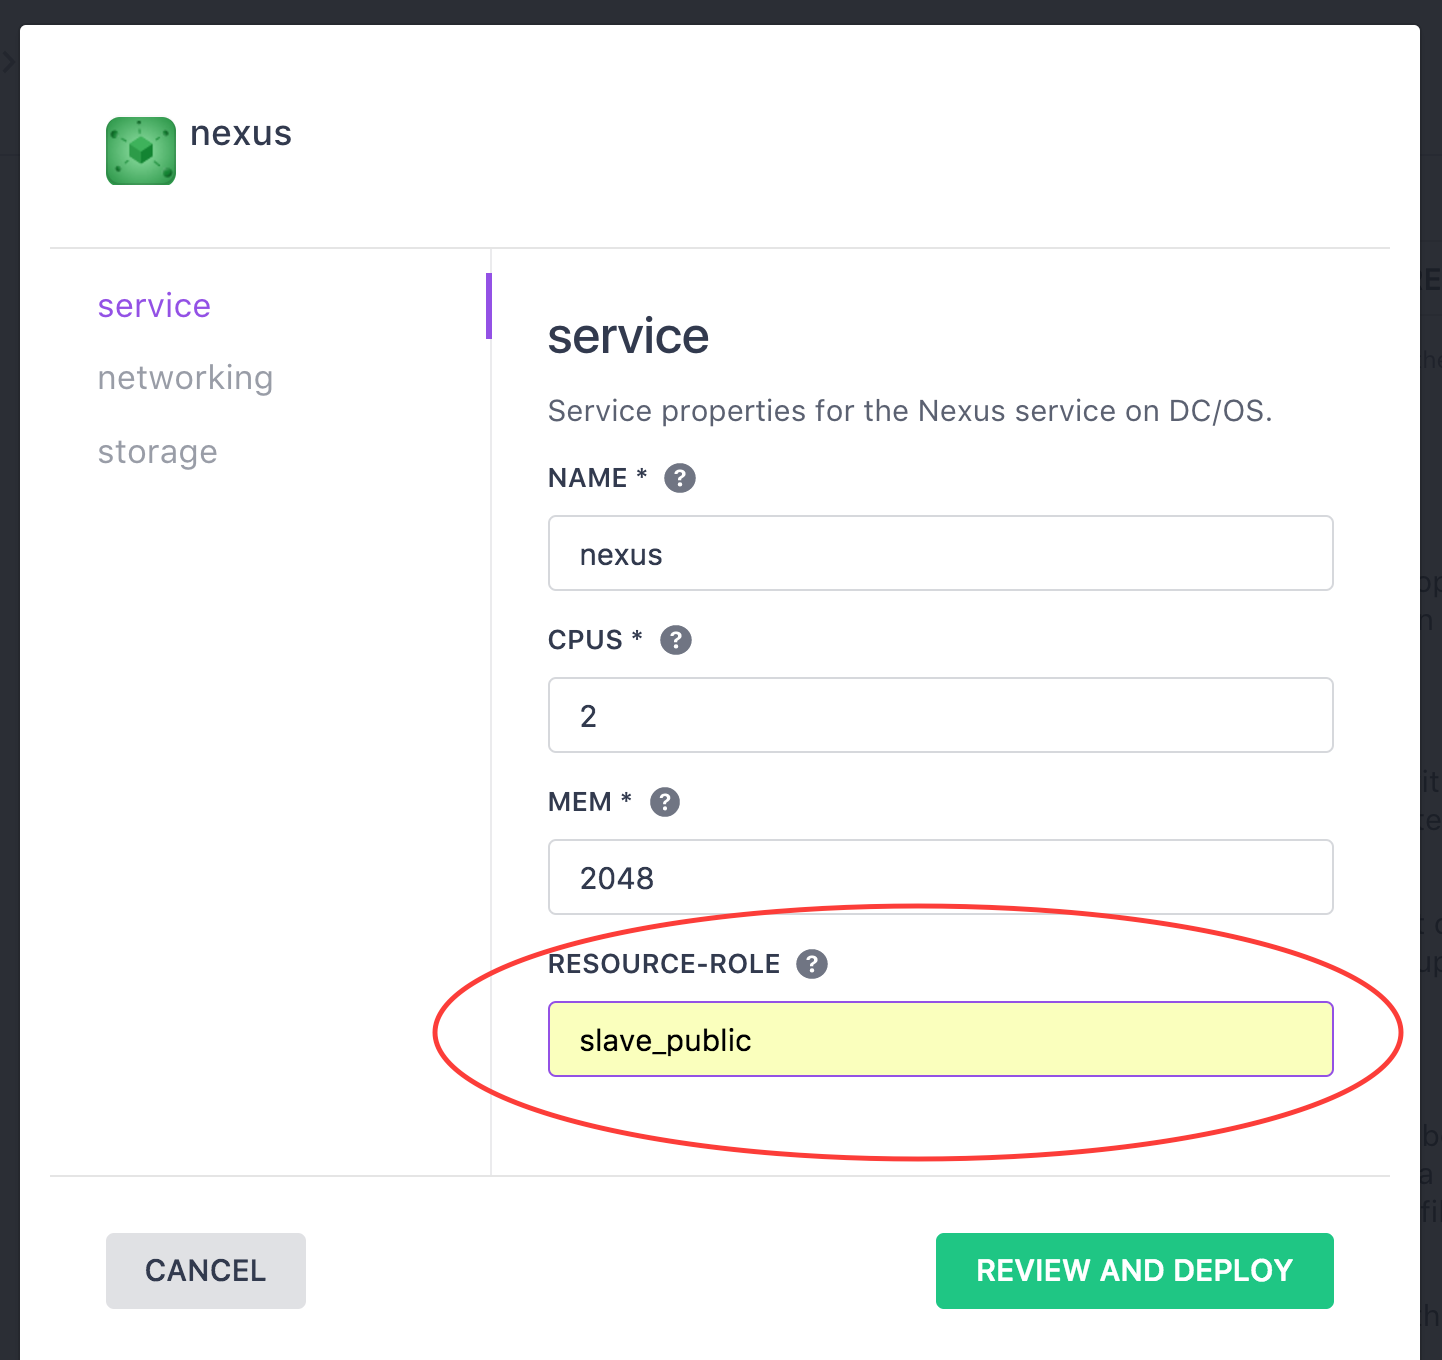 nexus
service
networking
storage
service
Service properties for the Nexus service on DC/OS.
NAME *
?
nexus
CPUS *
?
2
MEM *
?
2048
RESOURCE-ROLE
?
slave_public
CANCEL
REVIEW AND DEPLOY